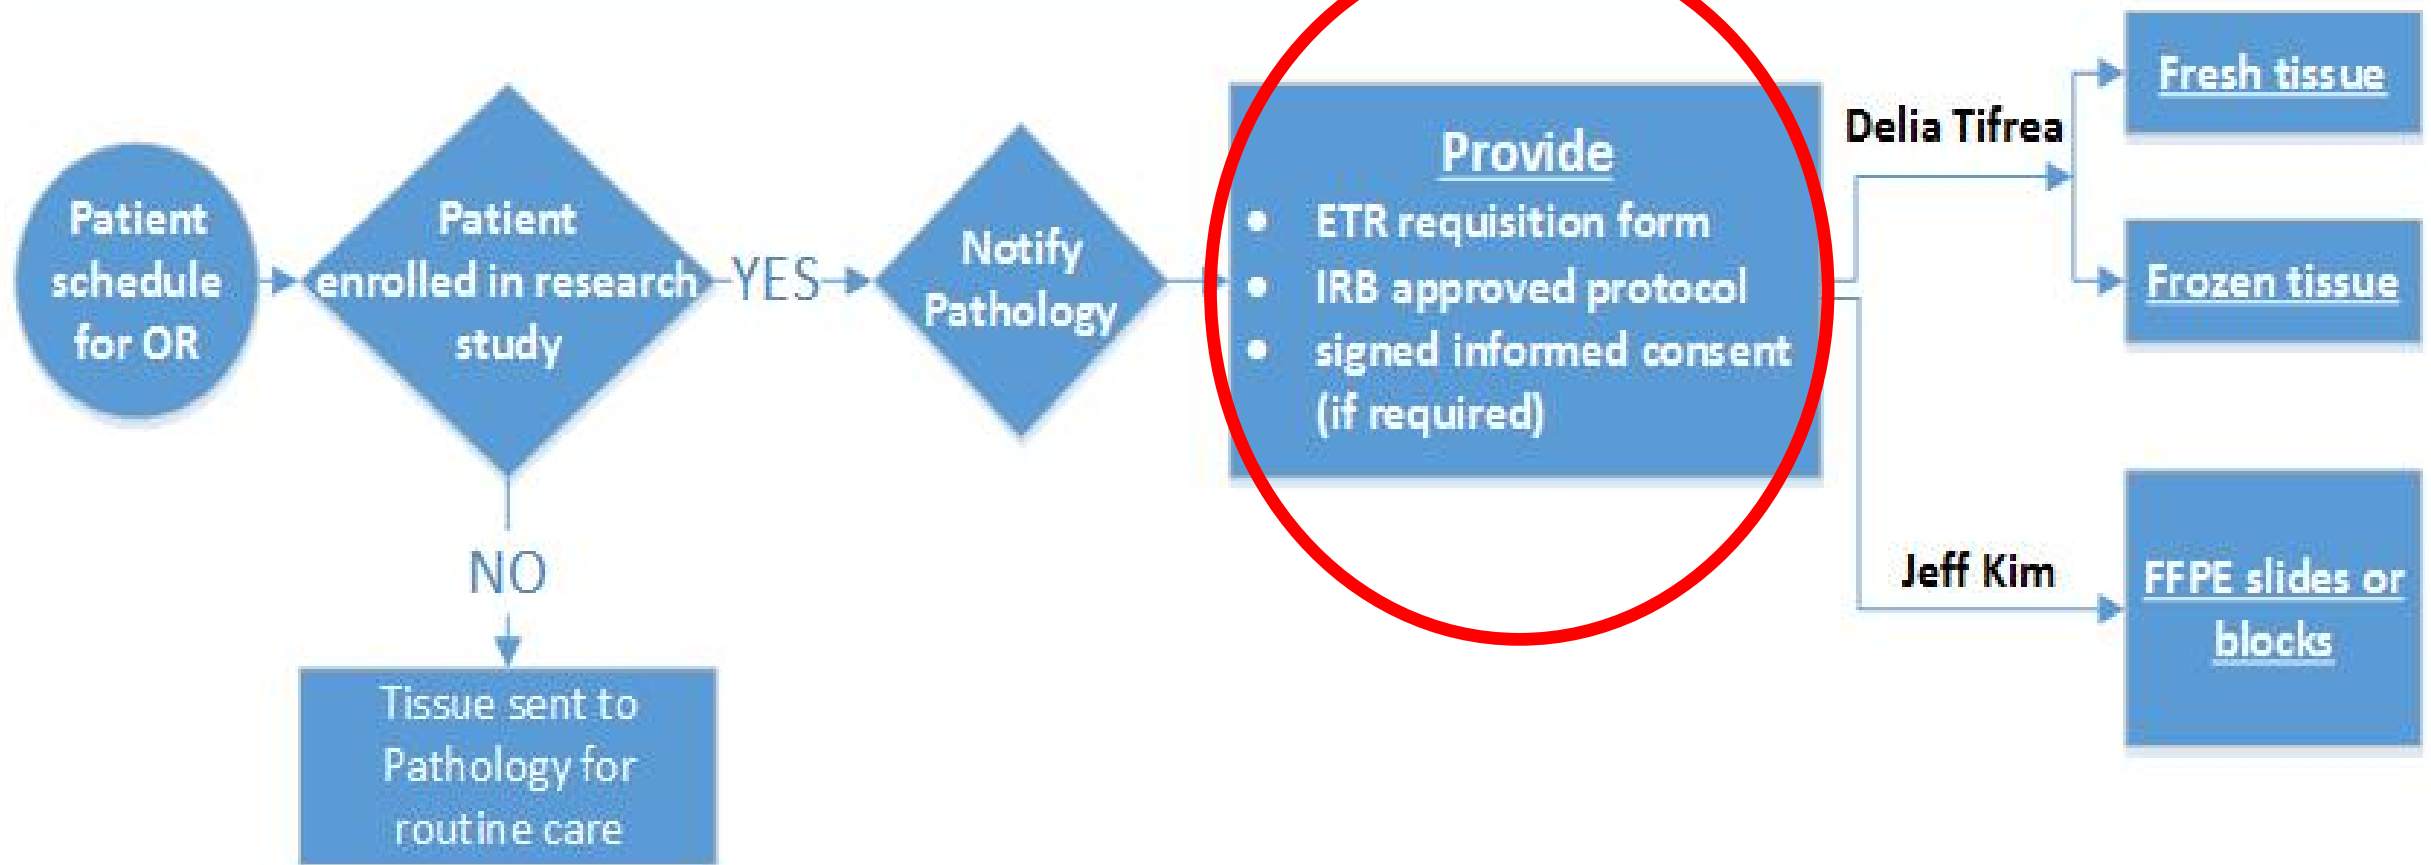 Patient
schedule
for OR
Patient
enrolled in research
study
YES
NO
Tissue sent to
Pathology for
routine care
Notify
Pathology
Provide
• ETR requisition form
• IRB approved protocol
• signed informed consent
(if required)
Delia Tifrea
Fresh tissue
Frozen tissue
Jeff Kim
FFPE slides or
blocks